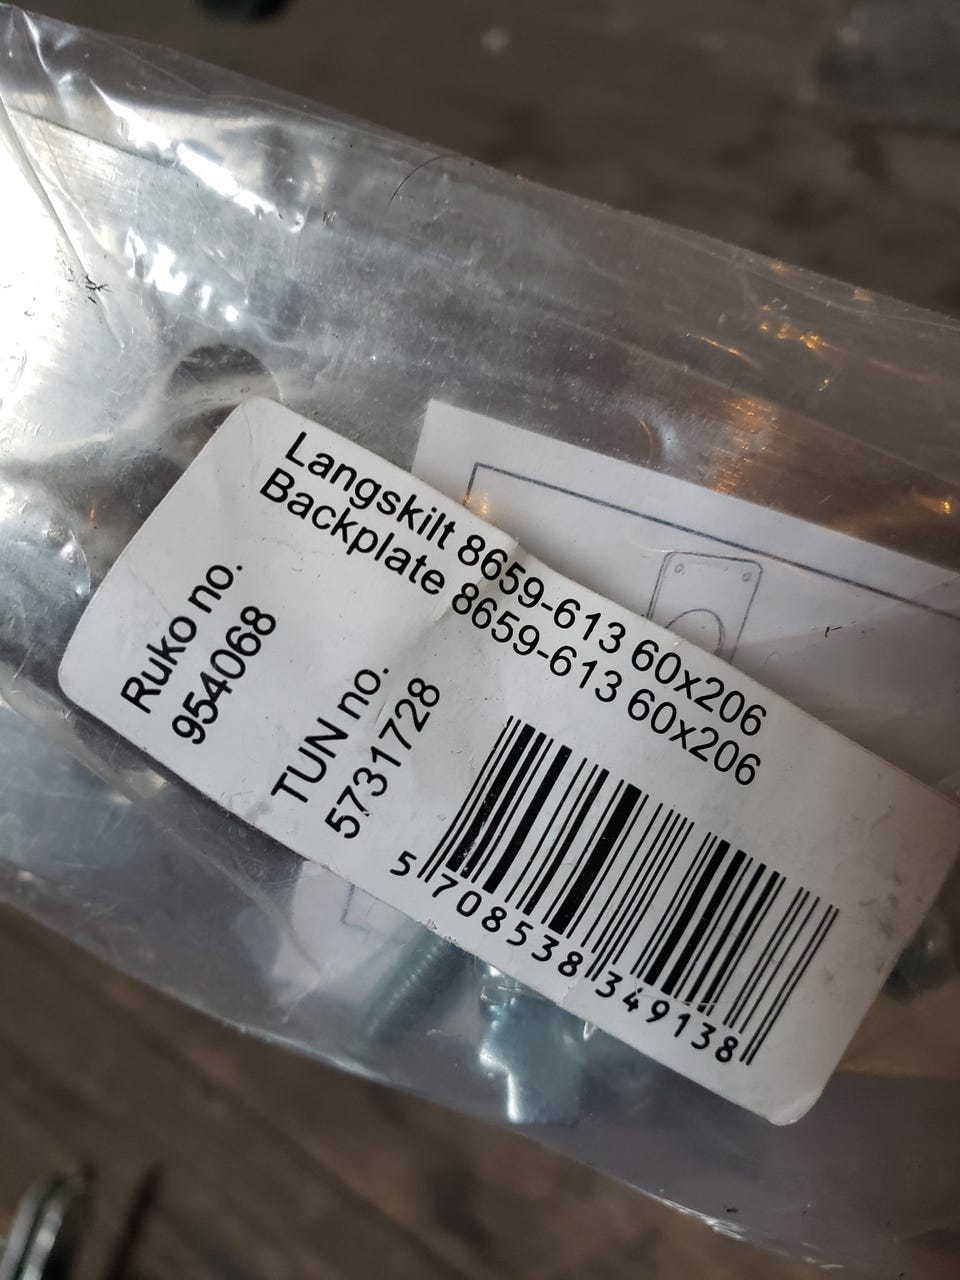 Langskilt 8659-613 60x206
Backplate 8659-613 60x206
Ruko no.
954068
TUN no.
5731728
5 708538 349138